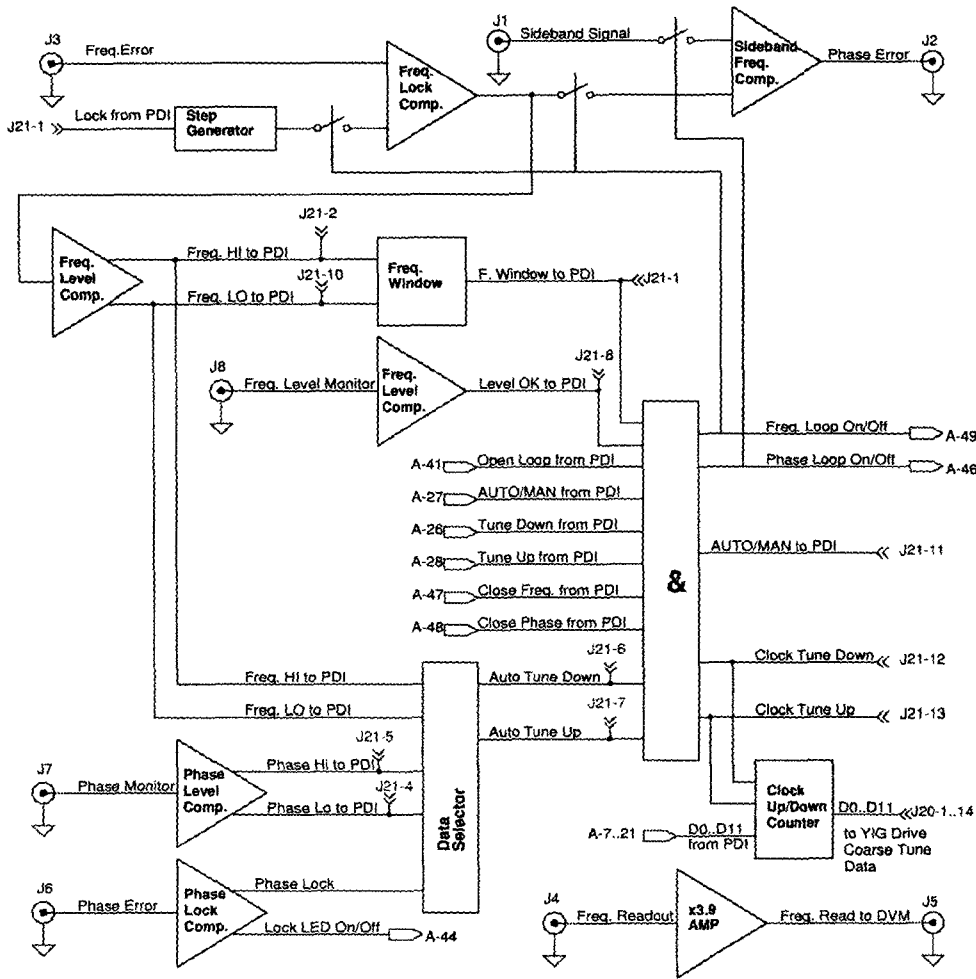 J3
Freq.Error
J1
Sideband Signal
J2
Phase Error
Freq.
Lock
Comp.
Sideband
Freq.
Comp.
J21-1
Lock from PDI
Step
Generator
J21-2
Freq. HI to PDI
J21-10
Freq. LO to PDI
Freq.
Level
Comp.
Freq.
Window
F. Window to PDI
J21-1
J8
Freq. Level Monitor
Freq.
Level
Comp.
J21-8
Level OK to PDI
Freq. Loop On/Off
A-49
Phase Loop On/Off
A-46
A-41
Open Loop from PDI
A-27
AUTO/MAN from PDI
A-26
Tune Down from PDI
A-28
Tune Up from PDI
A-47
Close Freq. from PDI
A-48
Close Phase from PDI
&
AUTO/MAN to PDI
J21-11
J21-6
Freq. HI to PDI
Auto Tune Down
Clock Tune Down
J21-12
Freq. LO to PDI
J21-7
Auto Tune Up
Clock Tune Up
J21-13
J21-5
Phase Hi to PDI
J7
Phase Monitor
Phase
Level
Comp.
J21-4
Phase Lo to PDI
Data
Selector
Clock
Up/Down
Counter
D0..D11
J20-1..14
A-7..21
D0..D11
from PDI
to YIG Drive
Coarse Tune
Data
J6
Phase Error
Phase
Lock
Comp.
Phase Lock
Lock LED On/Off
A-44
J4
Freq. Readout
x3.9
AMP
Freq. Read to DVM
J5